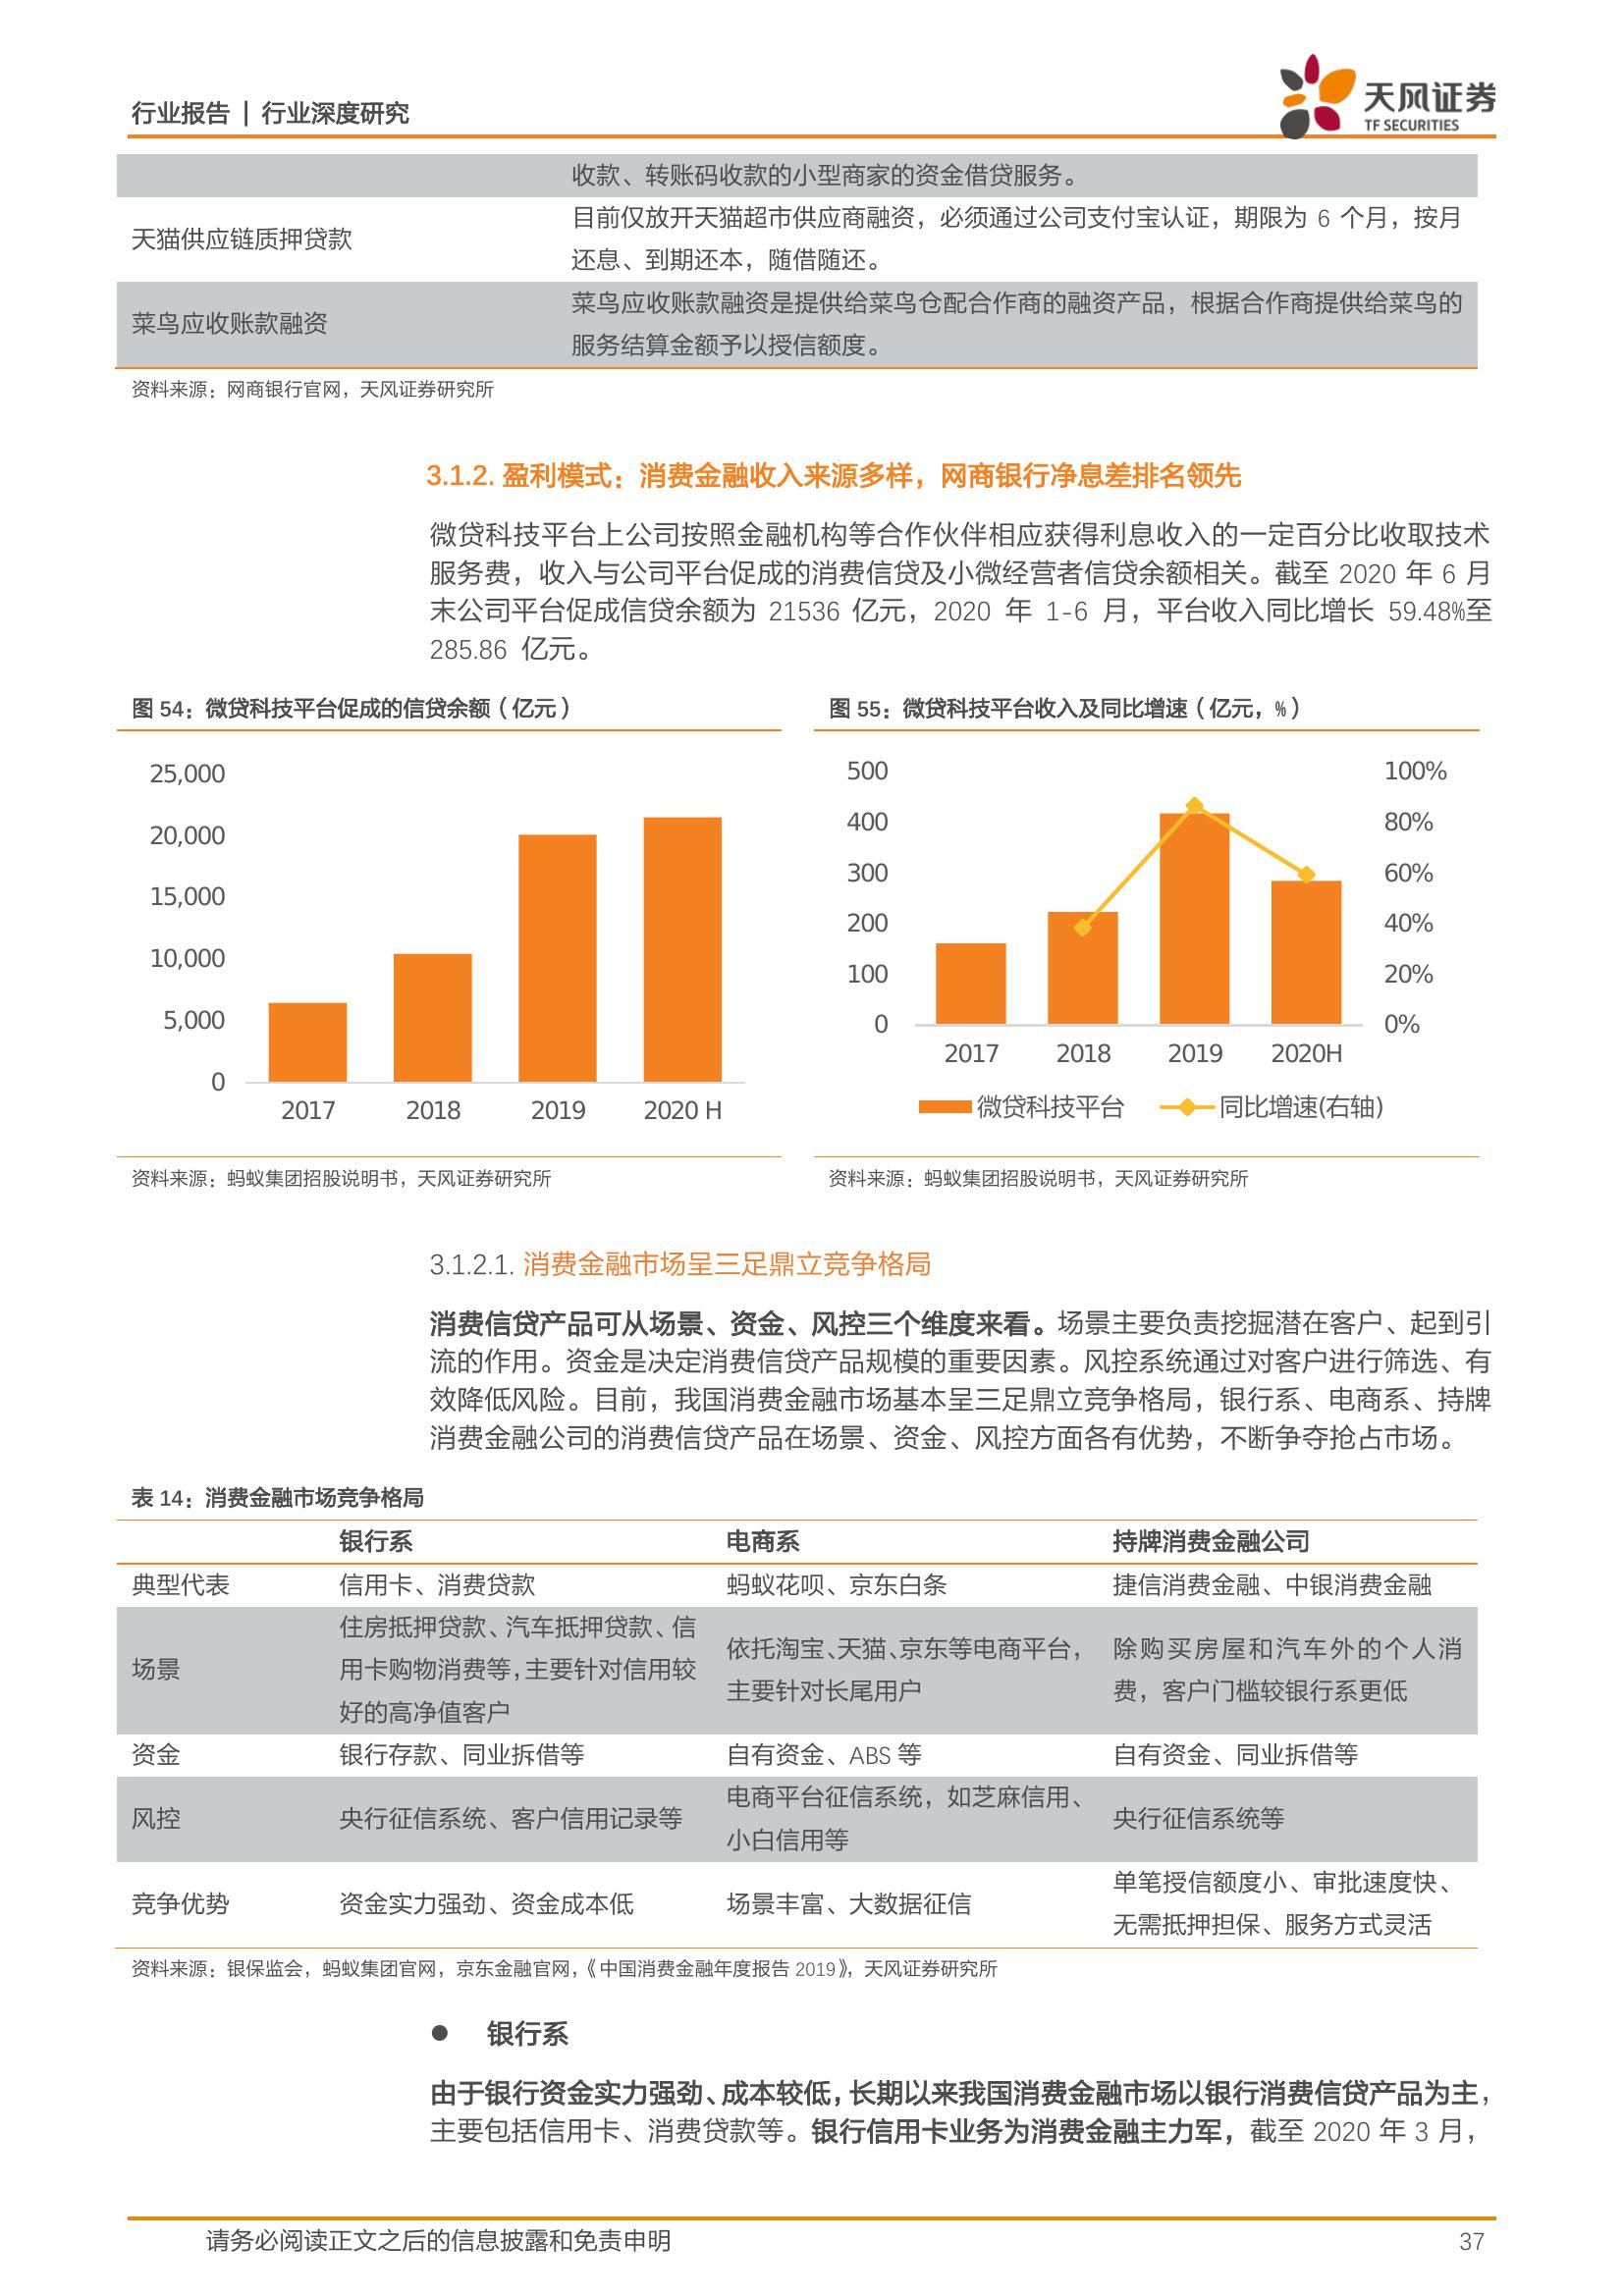 行业报告 | 行业深度研究
天风证券
TF SECURITIES
收款、转账码收款的小型商家的资金借贷服务。
天猫供应链质押贷款
目前仅放开天猫超市供应商融资，必须通过公司支付宝认证，期限为 6 个月，按月
还息、到期还本，随借随还。
菜鸟应收账款融资
菜鸟应收账款融资是提供给菜鸟仓配合作商的融资产品，根据合作商提供给菜鸟的
服务结算金额予以授信额度。
资料来源：网商银行官网，天风证券研究所
3.1.2. 盈利模式：消费金融收入来源多样，网商银行净息差排名领先
微贷科技平台上公司按照金融机构等合作伙伴相应获得利息收入的一定百分比收取技术
服务费，收入与公司平台促成的消费信贷及小微经营者信贷余额相关。截至 2020 年 6 月
末公司平台促成信贷余额为 21536 亿元，2020 年 1-6 月，平台收入同比增长 59.48%至
285.86 亿元。
图 54：微贷科技平台促成的信贷余额（亿元）
25,000
20,000
15,000
10,000
5,000
0
2017 2018 2019 2020 H
资料来源：蚂蚁集团招股说明书，天风证券研究所
图 55：微贷科技平台收入及同比增速（亿元，%）
500 100%
400 80%
300 60%
200 40%
100 20%
0 0%
2017 2018 2019 2020H
微贷科技平台 同比增速(右轴)
资料来源：蚂蚁集团招股说明书，天风证券研究所
3.1.2.1. 消费金融市场呈三足鼎立竞争格局
消费信贷产品可从场景、资金、风控三个维度来看。场景主要负责挖掘潜在客户、起到引
流的作用。资金是决定消费信贷产品规模的重要因素。风控系统通过对客户进行筛选、有
效降低风险。目前，我国消费金融市场基本呈三足鼎立竞争格局，银行系、电商系、持牌
消费金融公司的消费信贷产品在场景、资金、风控方面各有优势，不断争夺抢占市场。
表 14：消费金融市场竞争格局
银行系 电商系 持牌消费金融公司
典型代表 信用卡、消费贷款 蚂蚁花呗、京东白条 捷信消费金融、中银消费金融
场景
住房抵押贷款、汽车抵押贷款、信
用卡购物消费等，主要针对信用较
好的高净值客户
依托淘宝、天猫、京东等电商平台，
主要针对长尾用户
除购买房屋和汽车外的个人消
费，客户门槛较银行系更低
资金 银行存款、同业拆借等 自有资金、ABS 等 自有资金、同业拆借等
风控
央行征信系统、客户信用记录等
电商平台征信系统，如芝麻信用、
小白信用等
央行征信系统等
竞争优势
资金实力强劲、资金成本低
场景丰富、大数据征信
单笔授信额度小、审批速度快、
无需抵押担保、服务方式灵活
资料来源：银保监会，蚂蚁集团官网，京东金融官网，《中国消费金融年度报告 2019》，天风证券研究所
● 银行系
由于银行资金实力强劲、成本较低，长期以来我国消费金融市场以银行消费信贷产品为主，
主要包括信用卡、消费贷款等。银行信用卡业务为消费金融主力军，截至 2020 年 3 月，
请务必阅读正文之后的信息披露和免责申明 37